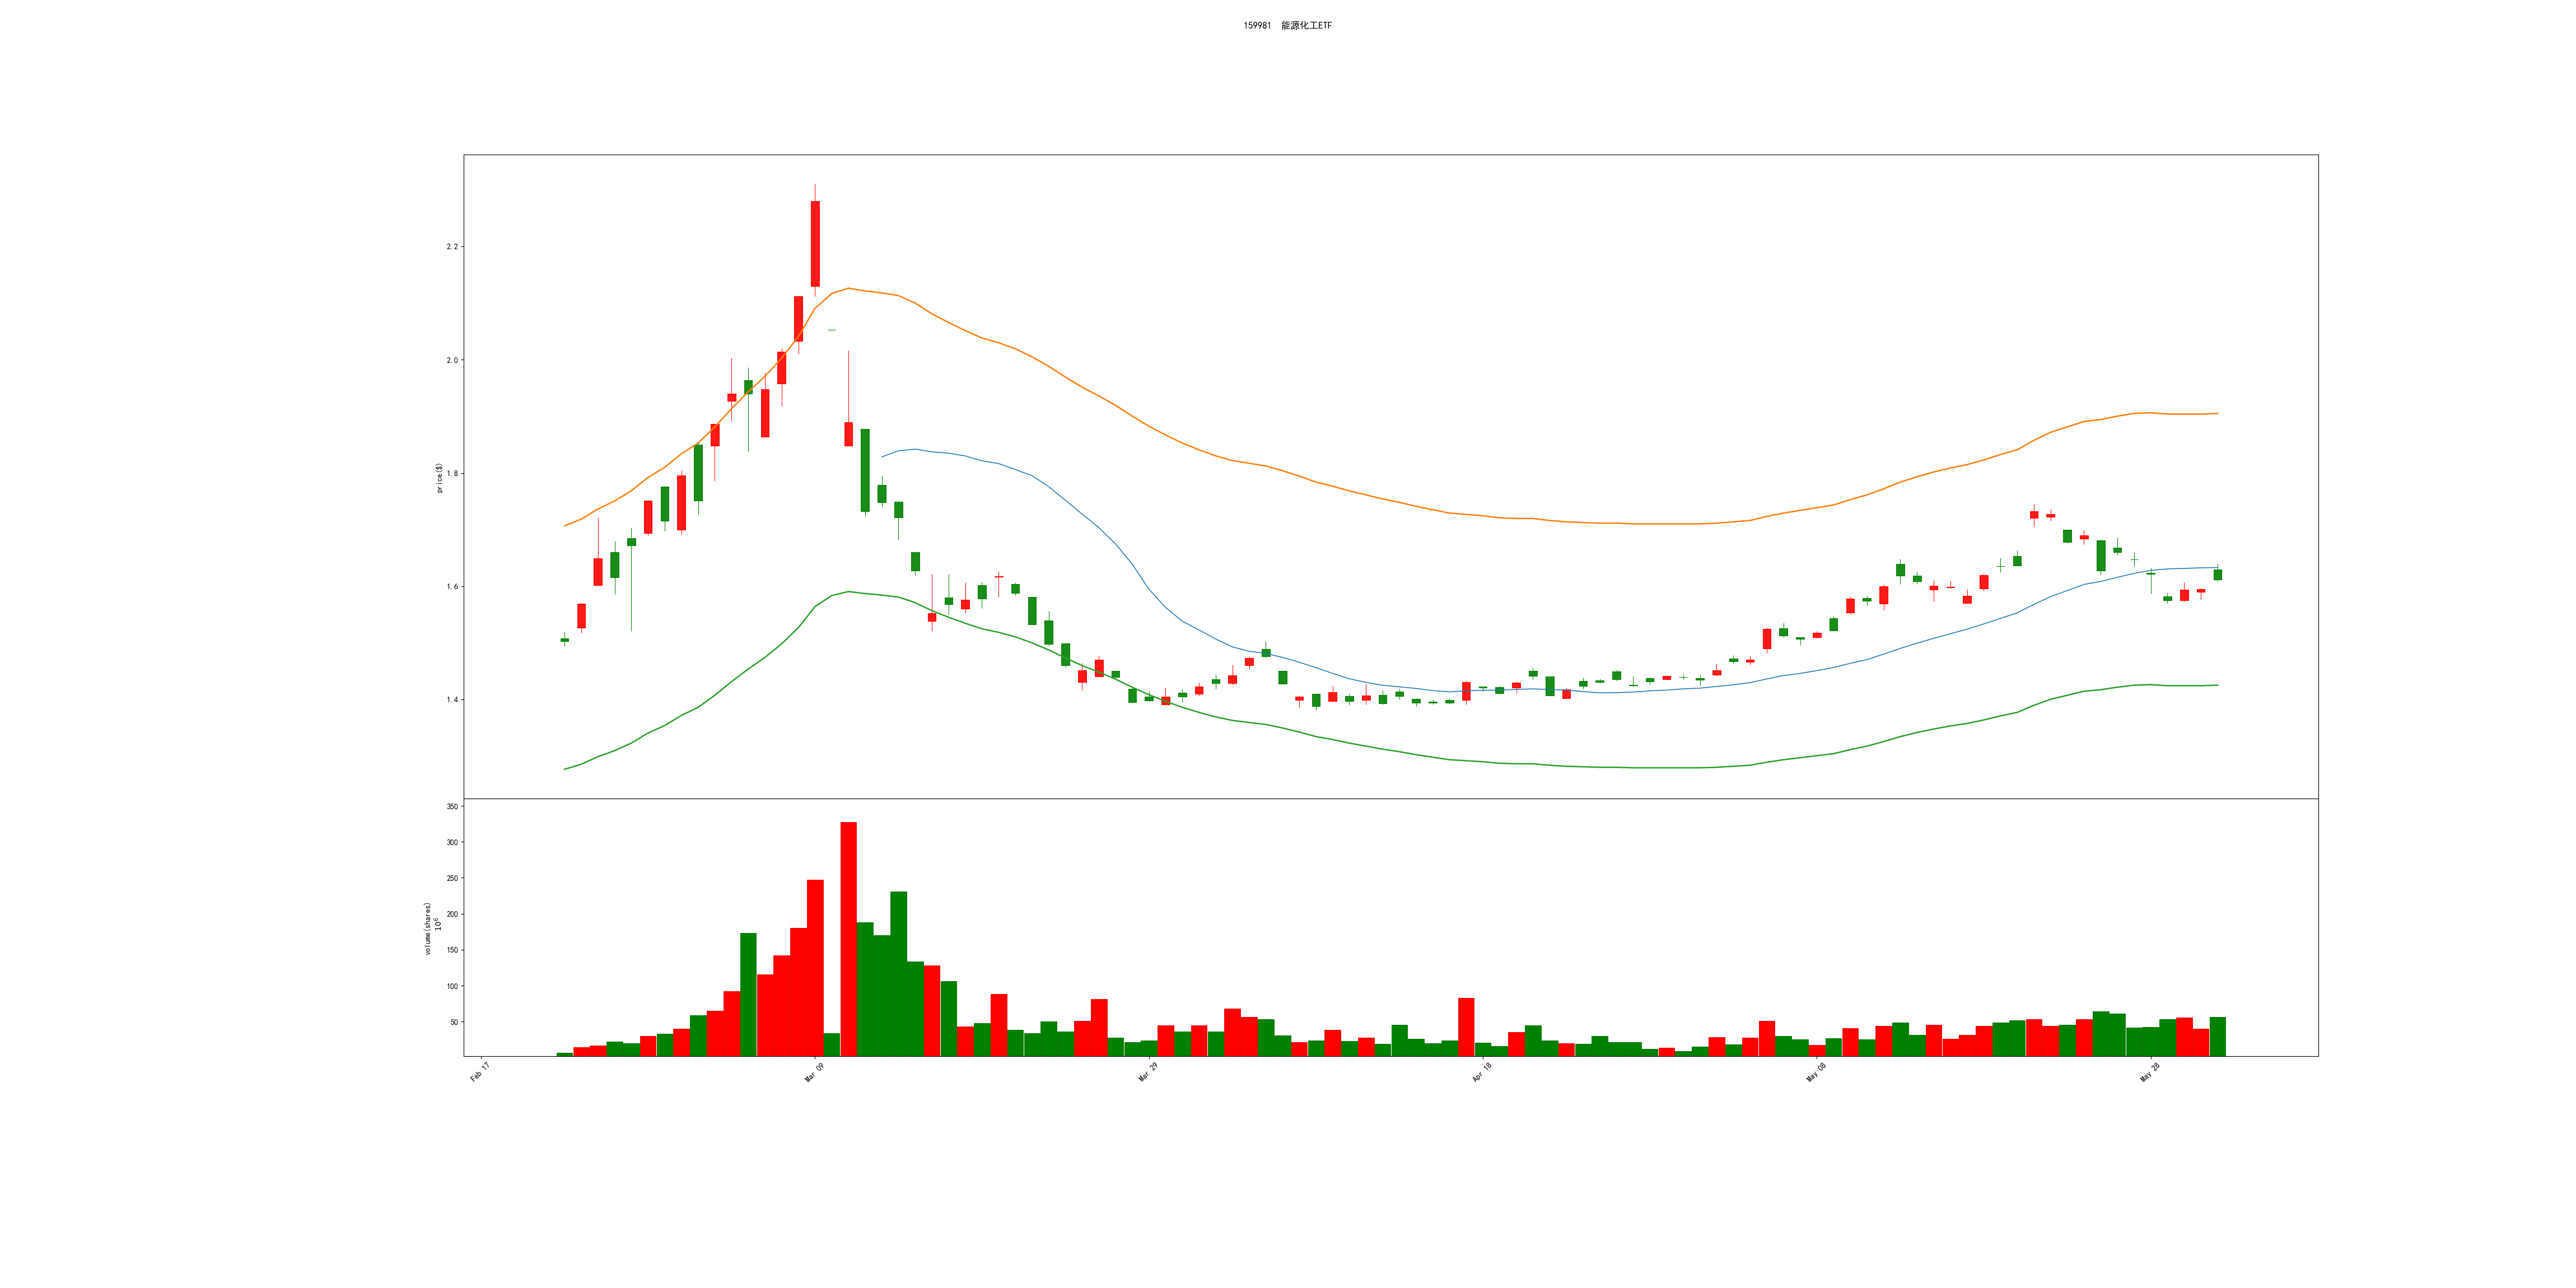 159981 能源化工ETF
price($)
2.2
2.0
1.8
1.6
1.4
volume(shares)
10^6
350
300
250
200
150
100
50
Feb 17
Mar 09
Mar 29
Apr 18
May 08
May 28